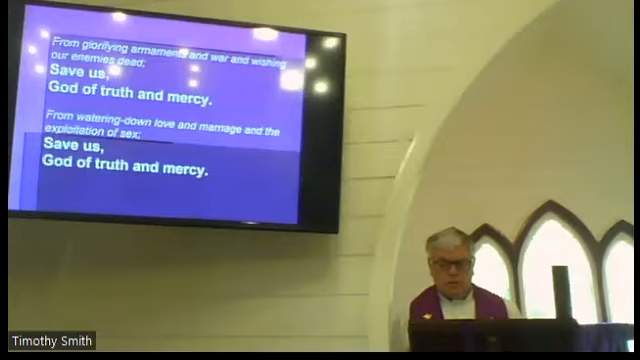 From glorifying armaments and war and wishing
our enemies dead;
Save us,
God of truth and mercy.
From watering-down love and marriage and the
exploitation of sex;
Save us,
God of truth and mercy.
Timothy Smith